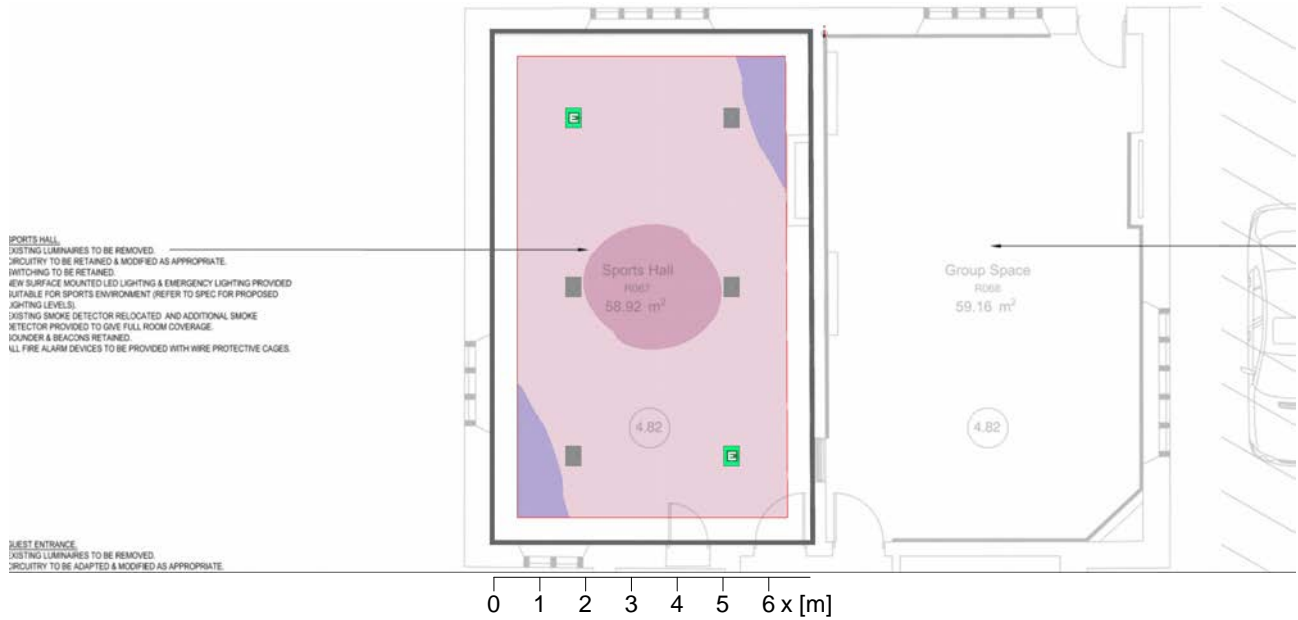 SPORTS HALL
EXISTING LUMINAIRES TO BE REMOVED.
CIRCUITRY TO BE RETAINED & MODIFIED AS APPROPRIATE.
SWITCHING TO BE RETAINED.
NEW SURFACE MOUNTED LED LIGHTING & EMERGENCY LIGHTING PROVIDED
SUITABLE FOR SPORTS ENVIRONMENT (REFER TO SPEC FOR PROPOSED
LIGHTING LEVELS).
EXISTING SMOKE DETECTOR RELOCATED AND ADDITIONAL SMOKE
DETECTOR PROVIDED TO GIVE FULL ROOM COVERAGE.
SOUNDER & BEACONS RETAINED.
ALL FIRE ALARM DEVICES TO BE PROVIDED WITH WIRE PROTECTIVE CAGES.
GUEST ENTRANCE
EXISTING LUMINAIRES TO BE REMOVED.
CIRCUITRY TO BE ADAPTED & MODIFIED AS APPROPRIATE.
E
Sports Hall
R067
58.92 m²
4.82
E
Group Space
R068
59.16 m²
4.82
0 1 2 3 4 5 6 x [m]